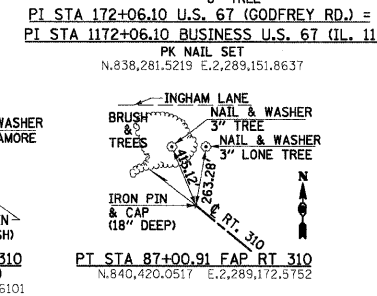 PI STA 172+06.10 U.S. 67 (GODFREY RD.) =
PI STA 1172+06.10 BUSINESS U.S. 67 (IL. 11
PK NAIL SET
N.838,281.5219 E.2,289,151.8637
INGHAM LANE
WASHER
AMORE
BRUSH
&
TREES
NAIL & WASHER
3" TREE
NAIL & WASHER
3" LONE TREE
415.12'
263.28'
IRON PIN
& CAP
(18" DEEP)
℄ RT. 310
N
310
PT STA 87+00.91 FAP RT 310
N.840,420.0517 E.2,289,172.5752
6101